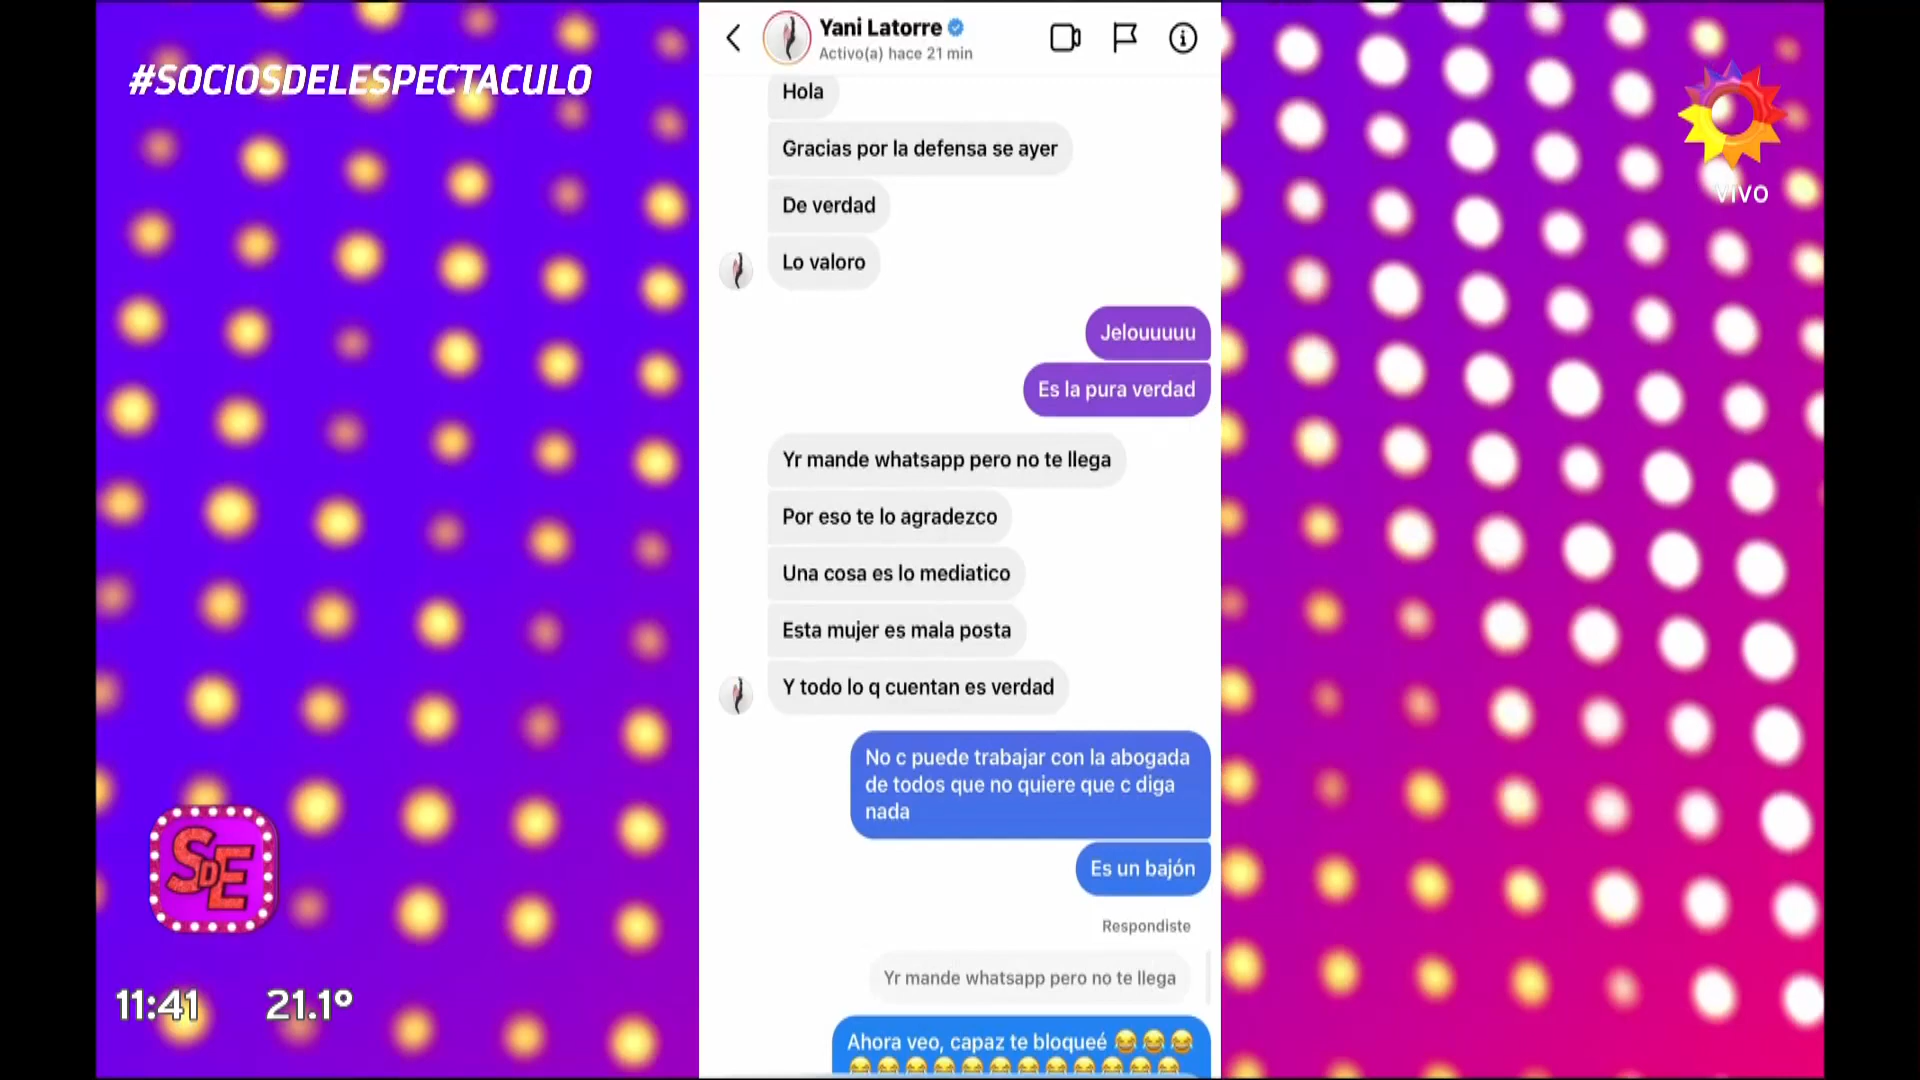 #SOCIOSDELESPECTACULO
Yani Latorre
Activo(a) hace 21 min
Hola
Gracias por la defensa se ayer
De verdad
Lo valoro
Jelouuuuu
Es la pura verdad
Yr mande whatsapp pero no te llega
Por eso te lo agradezco
Una cosa es lo mediatico
Esta mujer es mala posta
Y todo lo q cuentan es verdad
No c puede trabajar con la abogada
de todos que no quiere que c diga
nada
Es un bajón
Respondiste
Yr mande whatsapp pero no te llega
Ahora veo, capaz te bloqueé 😂 😂 😂
😂 😂 😂 😂 😂 😂 😂 😂 😂 😂 😂 😂
vivo
SDE
11:41 21.1°